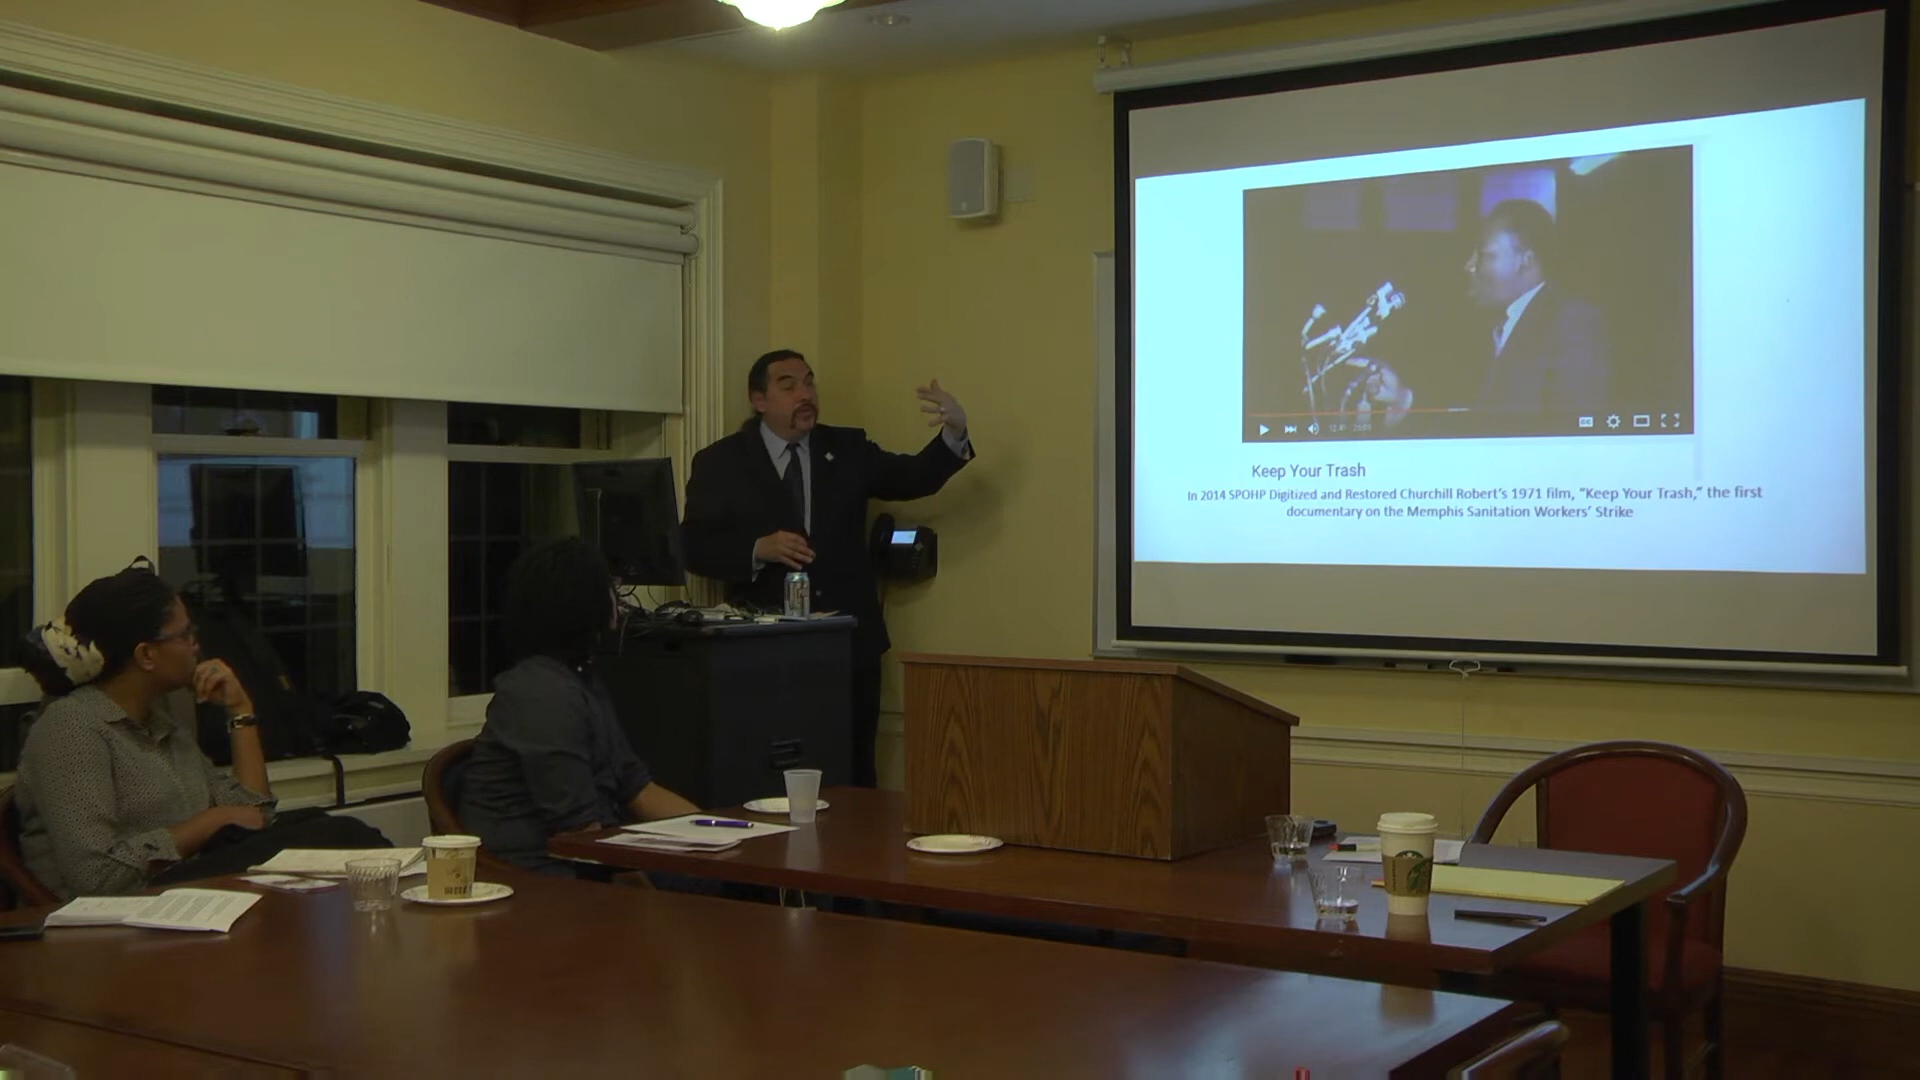 Keep Your Trash
In 2014 SPOHP Digitized and Restored Churchill Robert's 1971 film, "Keep Your Trash," the first
documentary on the Memphis Sanitation Workers' Strike